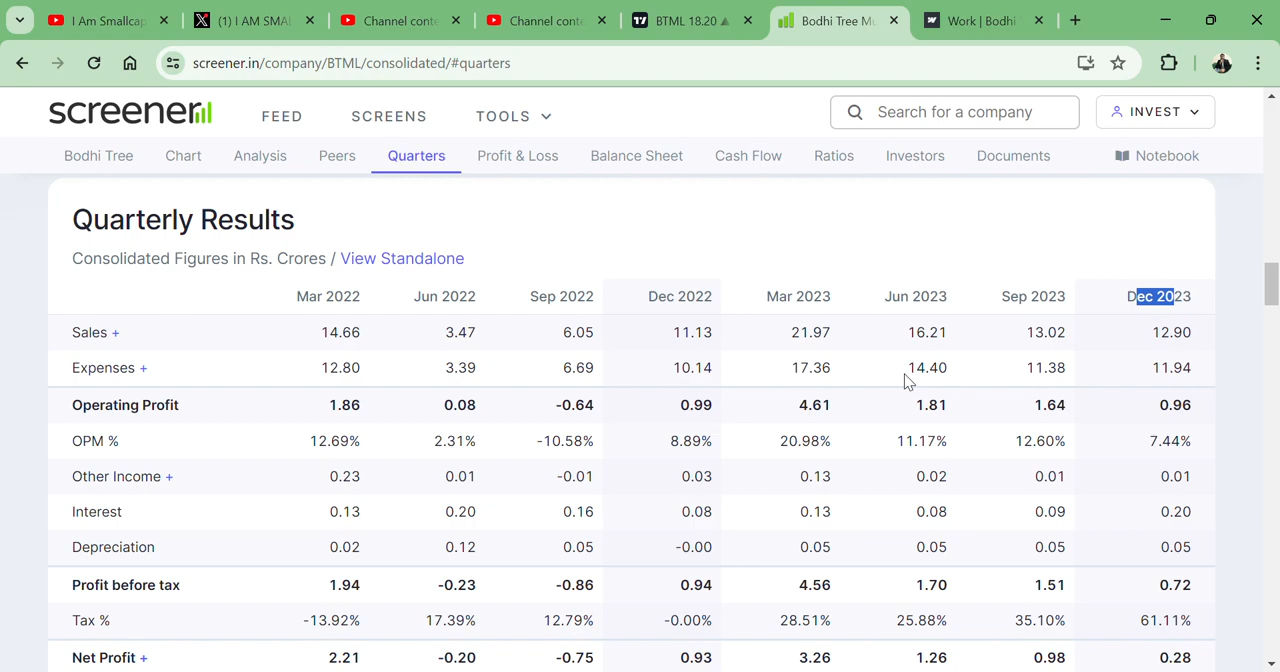 I Am Smallcap
(1) I AM SMAL
Channel conte
Channel conte
BTML 18.20
Bodhi Tree Mu
Work | Bodhi
screener.in/company/BTML/consolidated/#quarters
screener
FEED
SCREENS
TOOLS
Search for a company
INVEST
Bodhi Tree
Chart
Analysis
Peers
Quarters
Profit & Loss
Balance Sheet
Cash Flow
Ratios
Investors
Documents
Notebook
Quarterly Results
Consolidated Figures in Rs. Crores / View Standalone
Mar 2022 Jun 2022 Sep 2022 Dec 2022 Mar 2023 Jun 2023 Sep 2023 Dec 2023
Sales + 14.66 3.47 6.05 11.13 21.97 16.21 13.02 12.90
Expenses + 12.80 3.39 6.69 10.14 17.36 14.40 11.38 11.94
Operating Profit 1.86 0.08 -0.64 0.99 4.61 1.81 1.64 0.96
OPM % 12.69% 2.31% -10.58% 8.89% 20.98% 11.17% 12.60% 7.44%
Other Income + 0.23 0.01 -0.01 0.03 0.13 0.02 0.01 0.01
Interest 0.13 0.20 0.16 0.08 0.13 0.08 0.09 0.20
Depreciation 0.02 0.12 0.05 -0.00 0.05 0.05 0.05 0.05
Profit before tax 1.94 -0.23 -0.86 0.94 4.56 1.70 1.51 0.72
Tax % -13.92% 17.39% 12.79% -0.00% 28.51% 25.88% 35.10% 61.11%
Net Profit + 2.21 -0.20 -0.75 0.93 3.26 1.26 0.98 0.28